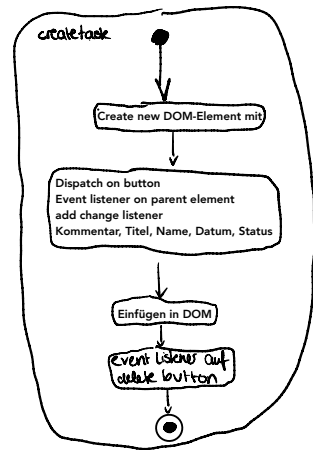 createtask
Create new DOM-Element mit
Dispatch on button
Event listener on parent element
add change listener
Kommentar, Titel, Name, Datum, Status
Einfügen in DOM
event listener auf
delete button